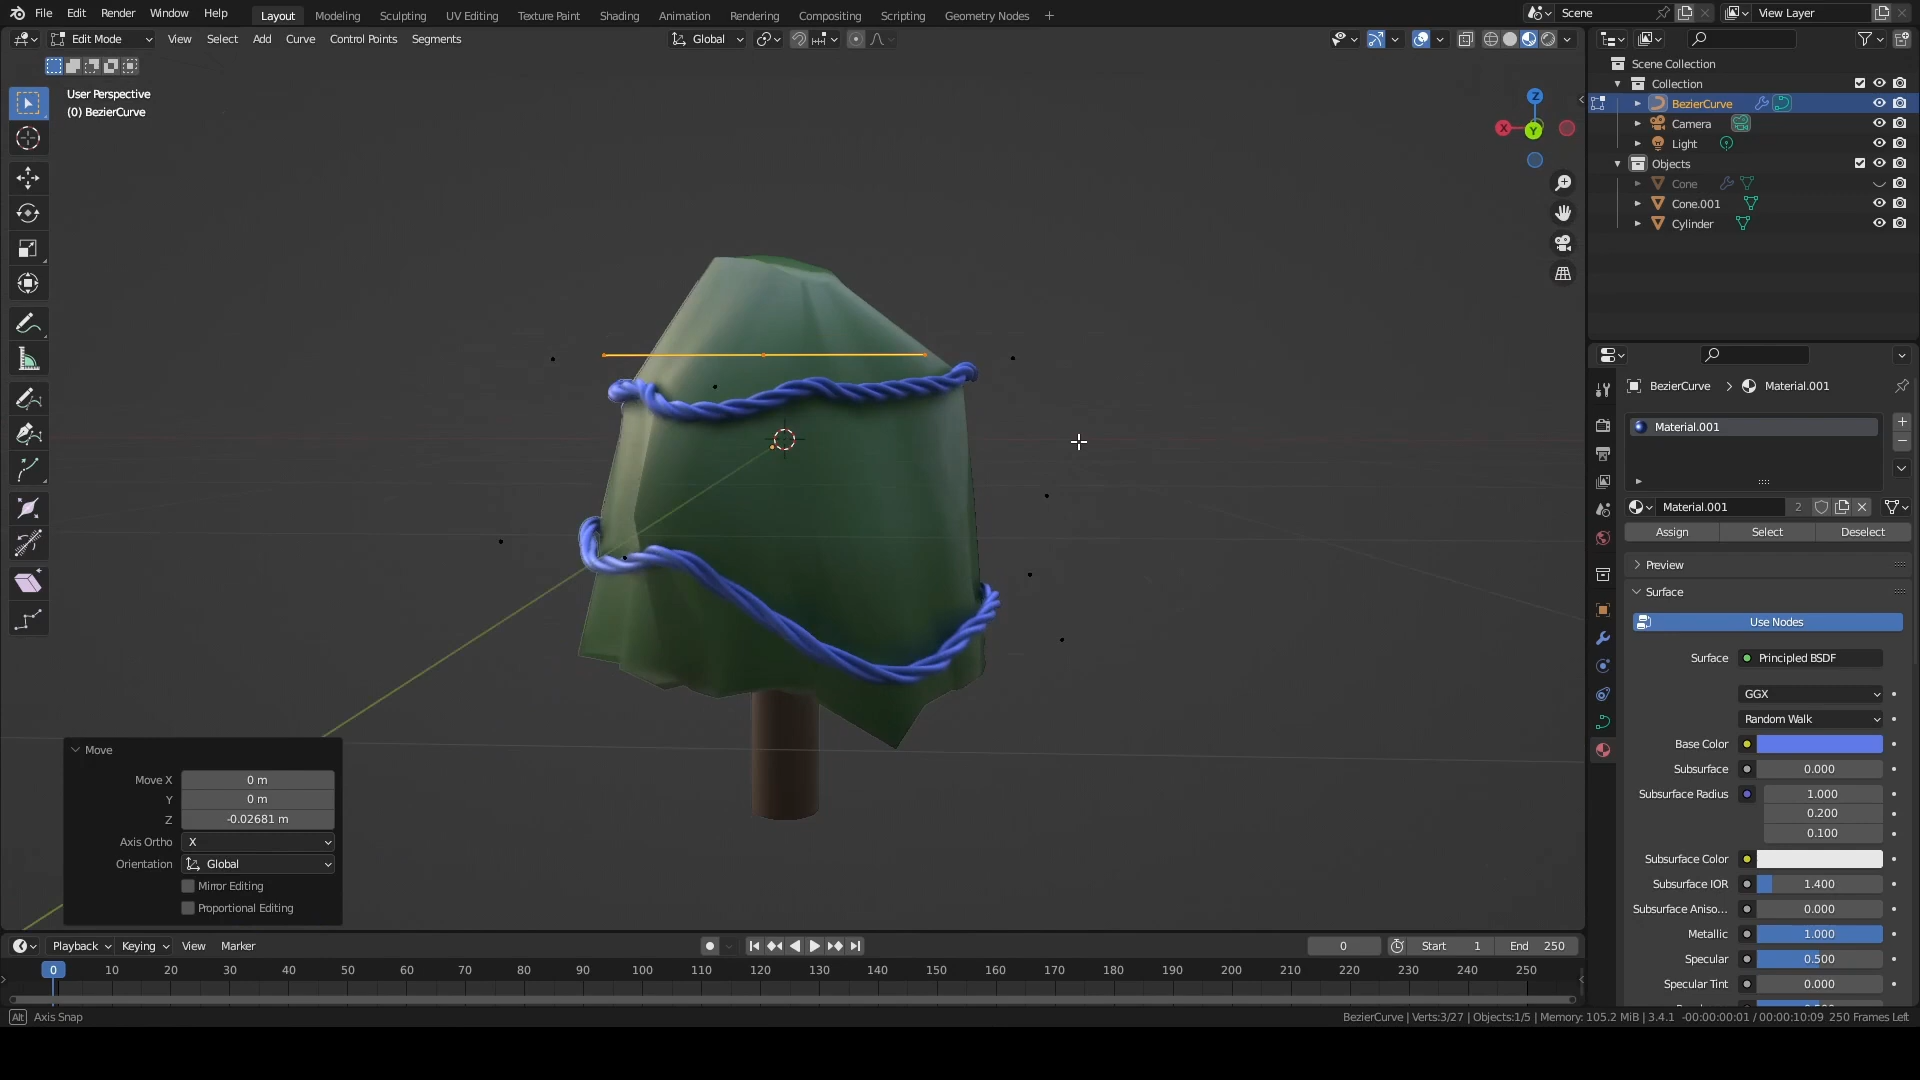 File Edit Render Window Help Layout Modeling Sculpting UV Editing Texture Paint Shading Animation Rendering Compositing Scripting Geometry Nodes + Scene View Layer
Edit Mode View Select Add Curve Control Points Segments Global
User Perspective
(0) BezierCurve
Z
X
Y
Scene Collection
Collection
BezierCurve
Camera
Light
Objects
Cone
Cone.001
Cylinder
BezierCurve > Material.001
Material.001
Material.001 2
Assign Select Deselect
Preview
Surface
Use Nodes
Surface Principled BSDF
GGX
Random Walk
Base Color
Subsurface 0.000
Subsurface Radius 1.000
0.200
0.100
Subsurface Color
Subsurface IOR 1.400
Subsurface Aniso... 0.000
Metallic 1.000
Specular 0.500
Specular Tint 0.000
Move
Move X 0 m
Y 0 m
Z -0.02681 m
Axis Ortho X
Orientation Global
Mirror Editing
Proportional Editing
Playback Keying View Marker 0 Start 1 End 250
0 10 20 30 40 50 60 70 80 90 100 110 120 130 140 150 160 170 180 190 200 210 220 230 240 250
Alt Axis Snap BezierCurve | Verts:3/27 | Objects:1/5 | Memory: 105.2 MiB | 3.4.1 -00:00:00:01 / 00:00:10:09 250 Frames Left